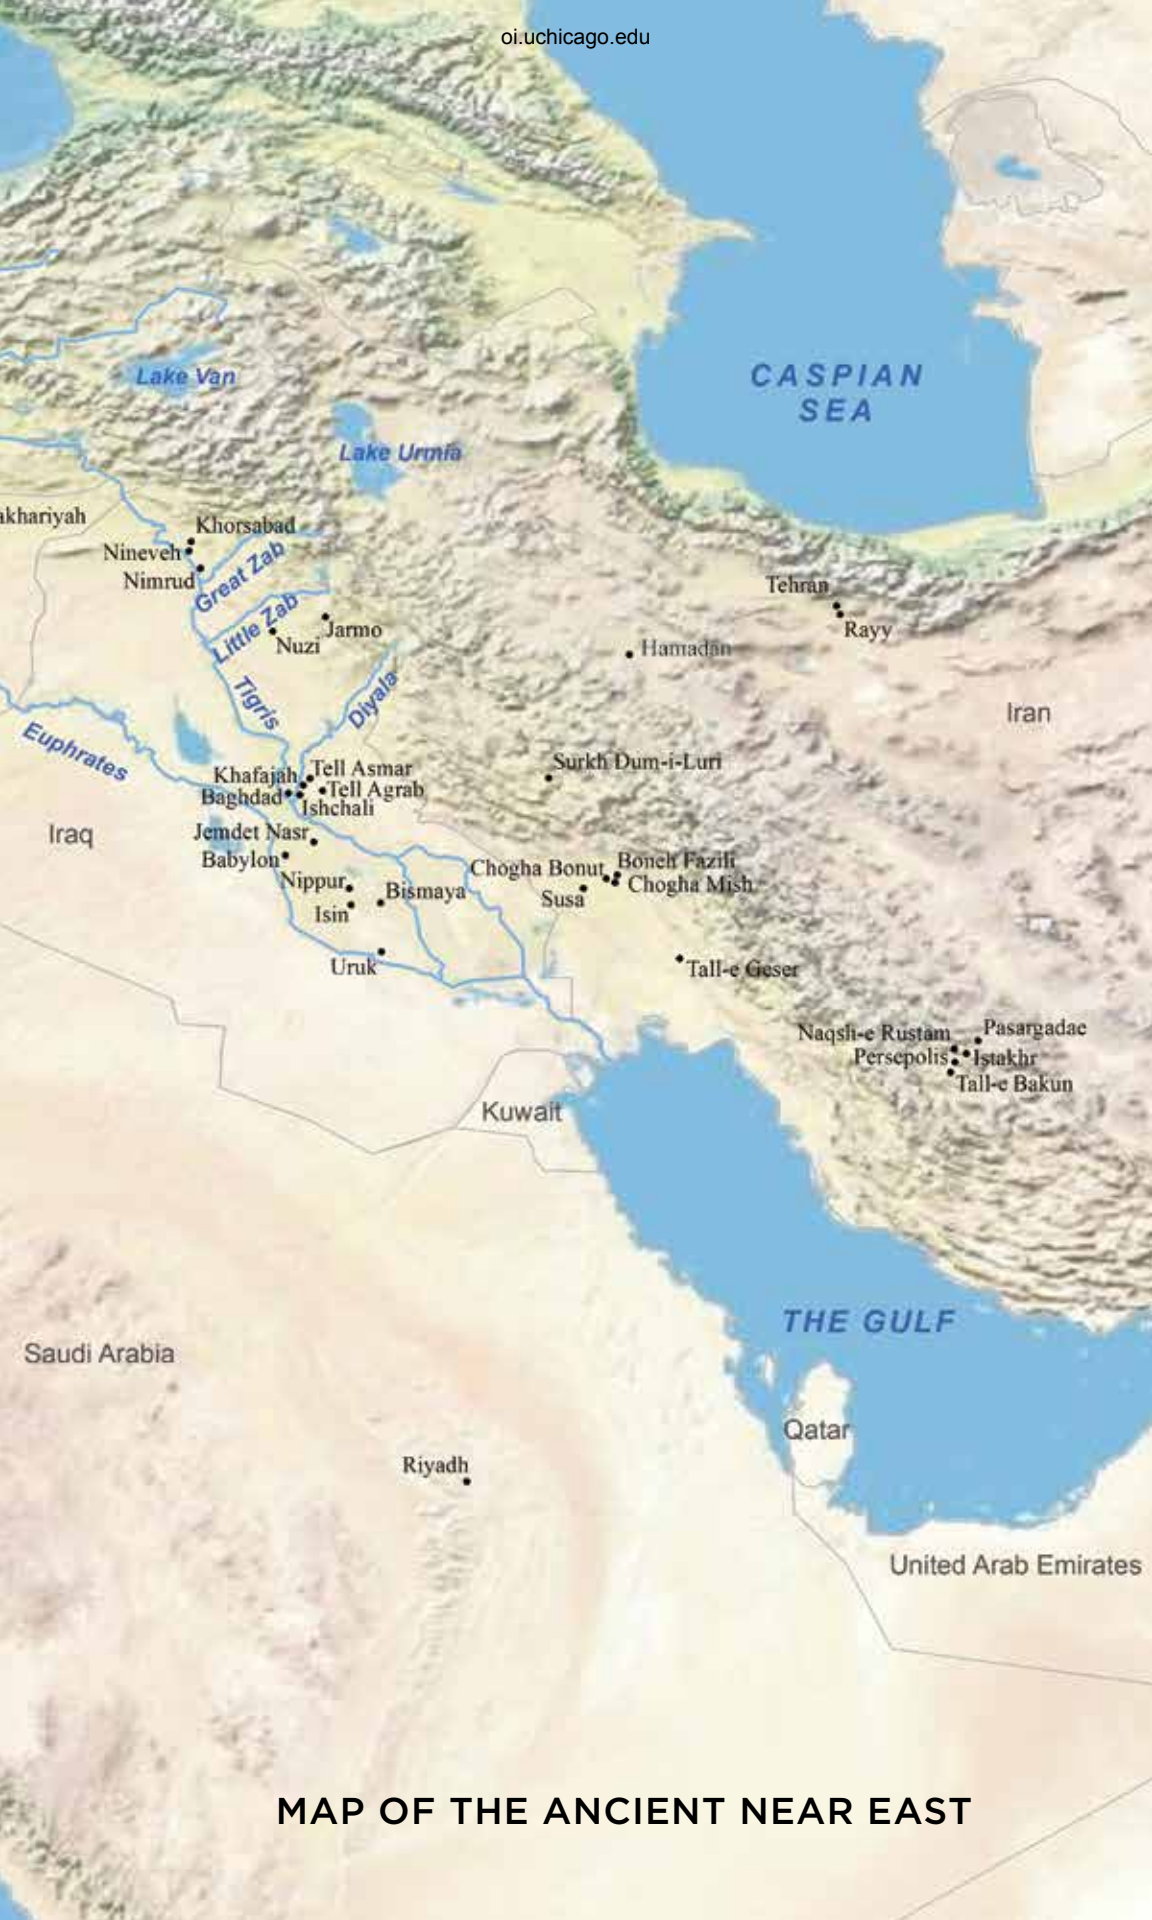 oi.uchicago.edu
CASPIAN
SEA
Lake Van
Lake Urmia
akhariyah
Khorsabad
Nineveh
Nimrud
Great Zab
Little Zab
Jarmo
Nuzi
Tehran
Rayy
Hamadan
Iran
Tigris
Diyala
Euphrates
Surkh Dum-i-Luri
Khafajah
Tell Asmar
Baghdad
Tell Agrab
Ishchali
Iraq
Jemdet Nasr
Babylon
Nippur
Bismaya
Isin
Uruk
Chogha Bonut
Boneh Fazili
Chogha Mish
Susa
Tall-e Geser
Naqsh-e Rustam
Pasargadae
Persepolis
Istakhr
Tall-e Bakun
Kuwait
THE GULF
Saudi Arabia
Qatar
Riyadh
United Arab Emirates
MAP OF THE ANCIENT NEAR EAST